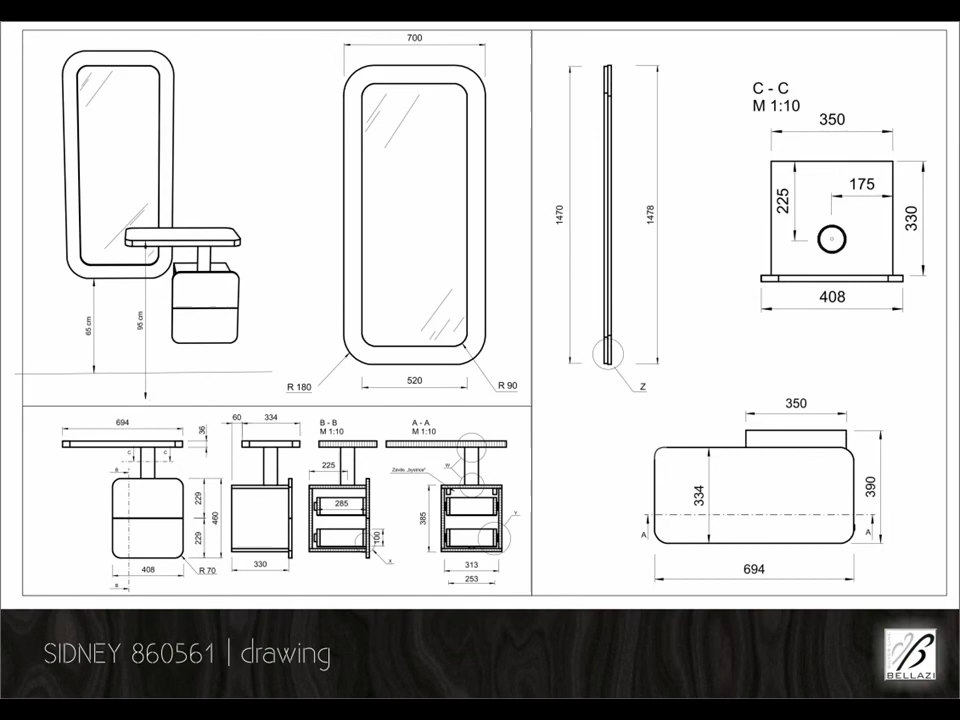 65 cm
95 cm
700
520
R 180
R 90
1470
1478
Z
C - C
M 1:10
350
225
175
330
408
694
36
C
C
B
229
229
460
408
R 70
B
60
334
330
B - B
M 1:10
225
285
100
X
A - A
M 1:10
385
Y
313
253
350
334
390
A
A
694
SIDNEY 860561 | drawing
BELLAZI